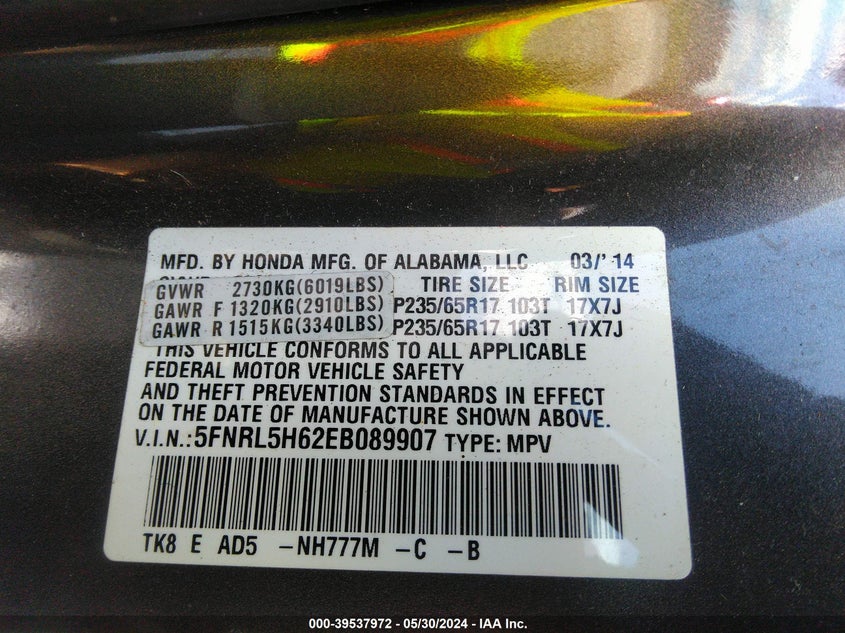 MFD. BY HONDA MFG. OF ALABAMA, LLC 03/'14
GVWR 2730KG(6019LBS) TIRE SIZE RIM SIZE
GAWR F 1320KG(2910LBS) P235/65R17 103T 17X7J
GAWR R 1515KG(3340LBS) P235/65R17 103T 17X7J
THIS VEHICLE CONFORMS TO ALL APPLICABLE
FEDERAL MOTOR VEHICLE SAFETY
AND THEFT PREVENTION STANDARDS IN EFFECT
ON THE DATE OF MANUFACTURE SHOWN ABOVE.
V.I.N.: 5FNRL5H62EB089907 TYPE: MPV
TK8 E AD5 -NH777M -C -B
000-39537972 - 05/30/2024 - IAA Inc.